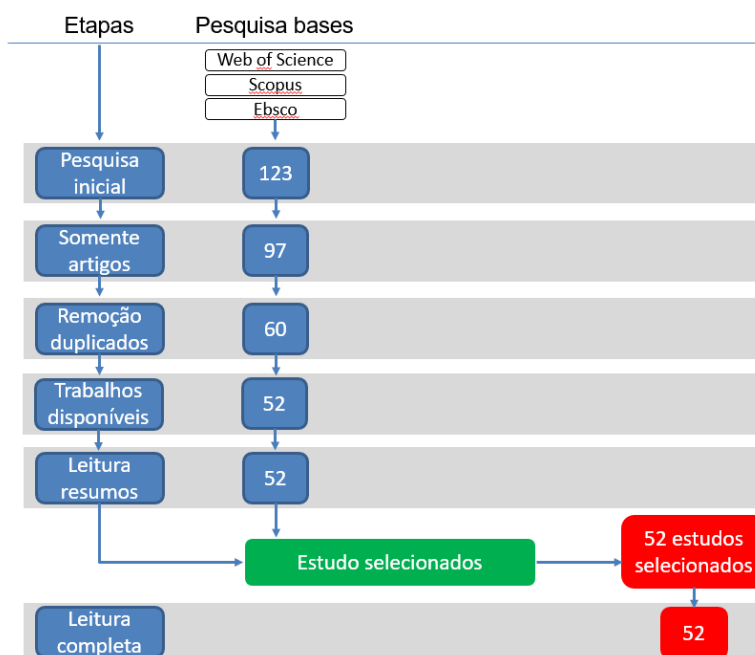 Etapas
Pesquisa bases
Web of Science
Scopus
Ebsco
Pesquisa
inicial
123
Somente
artigos
97
Remoção
duplicados
60
Trabalhos
disponíveis
52
Leitura
resumos
52
Estudo selecionados
52 estudos
selecionados
Leitura
completa
52